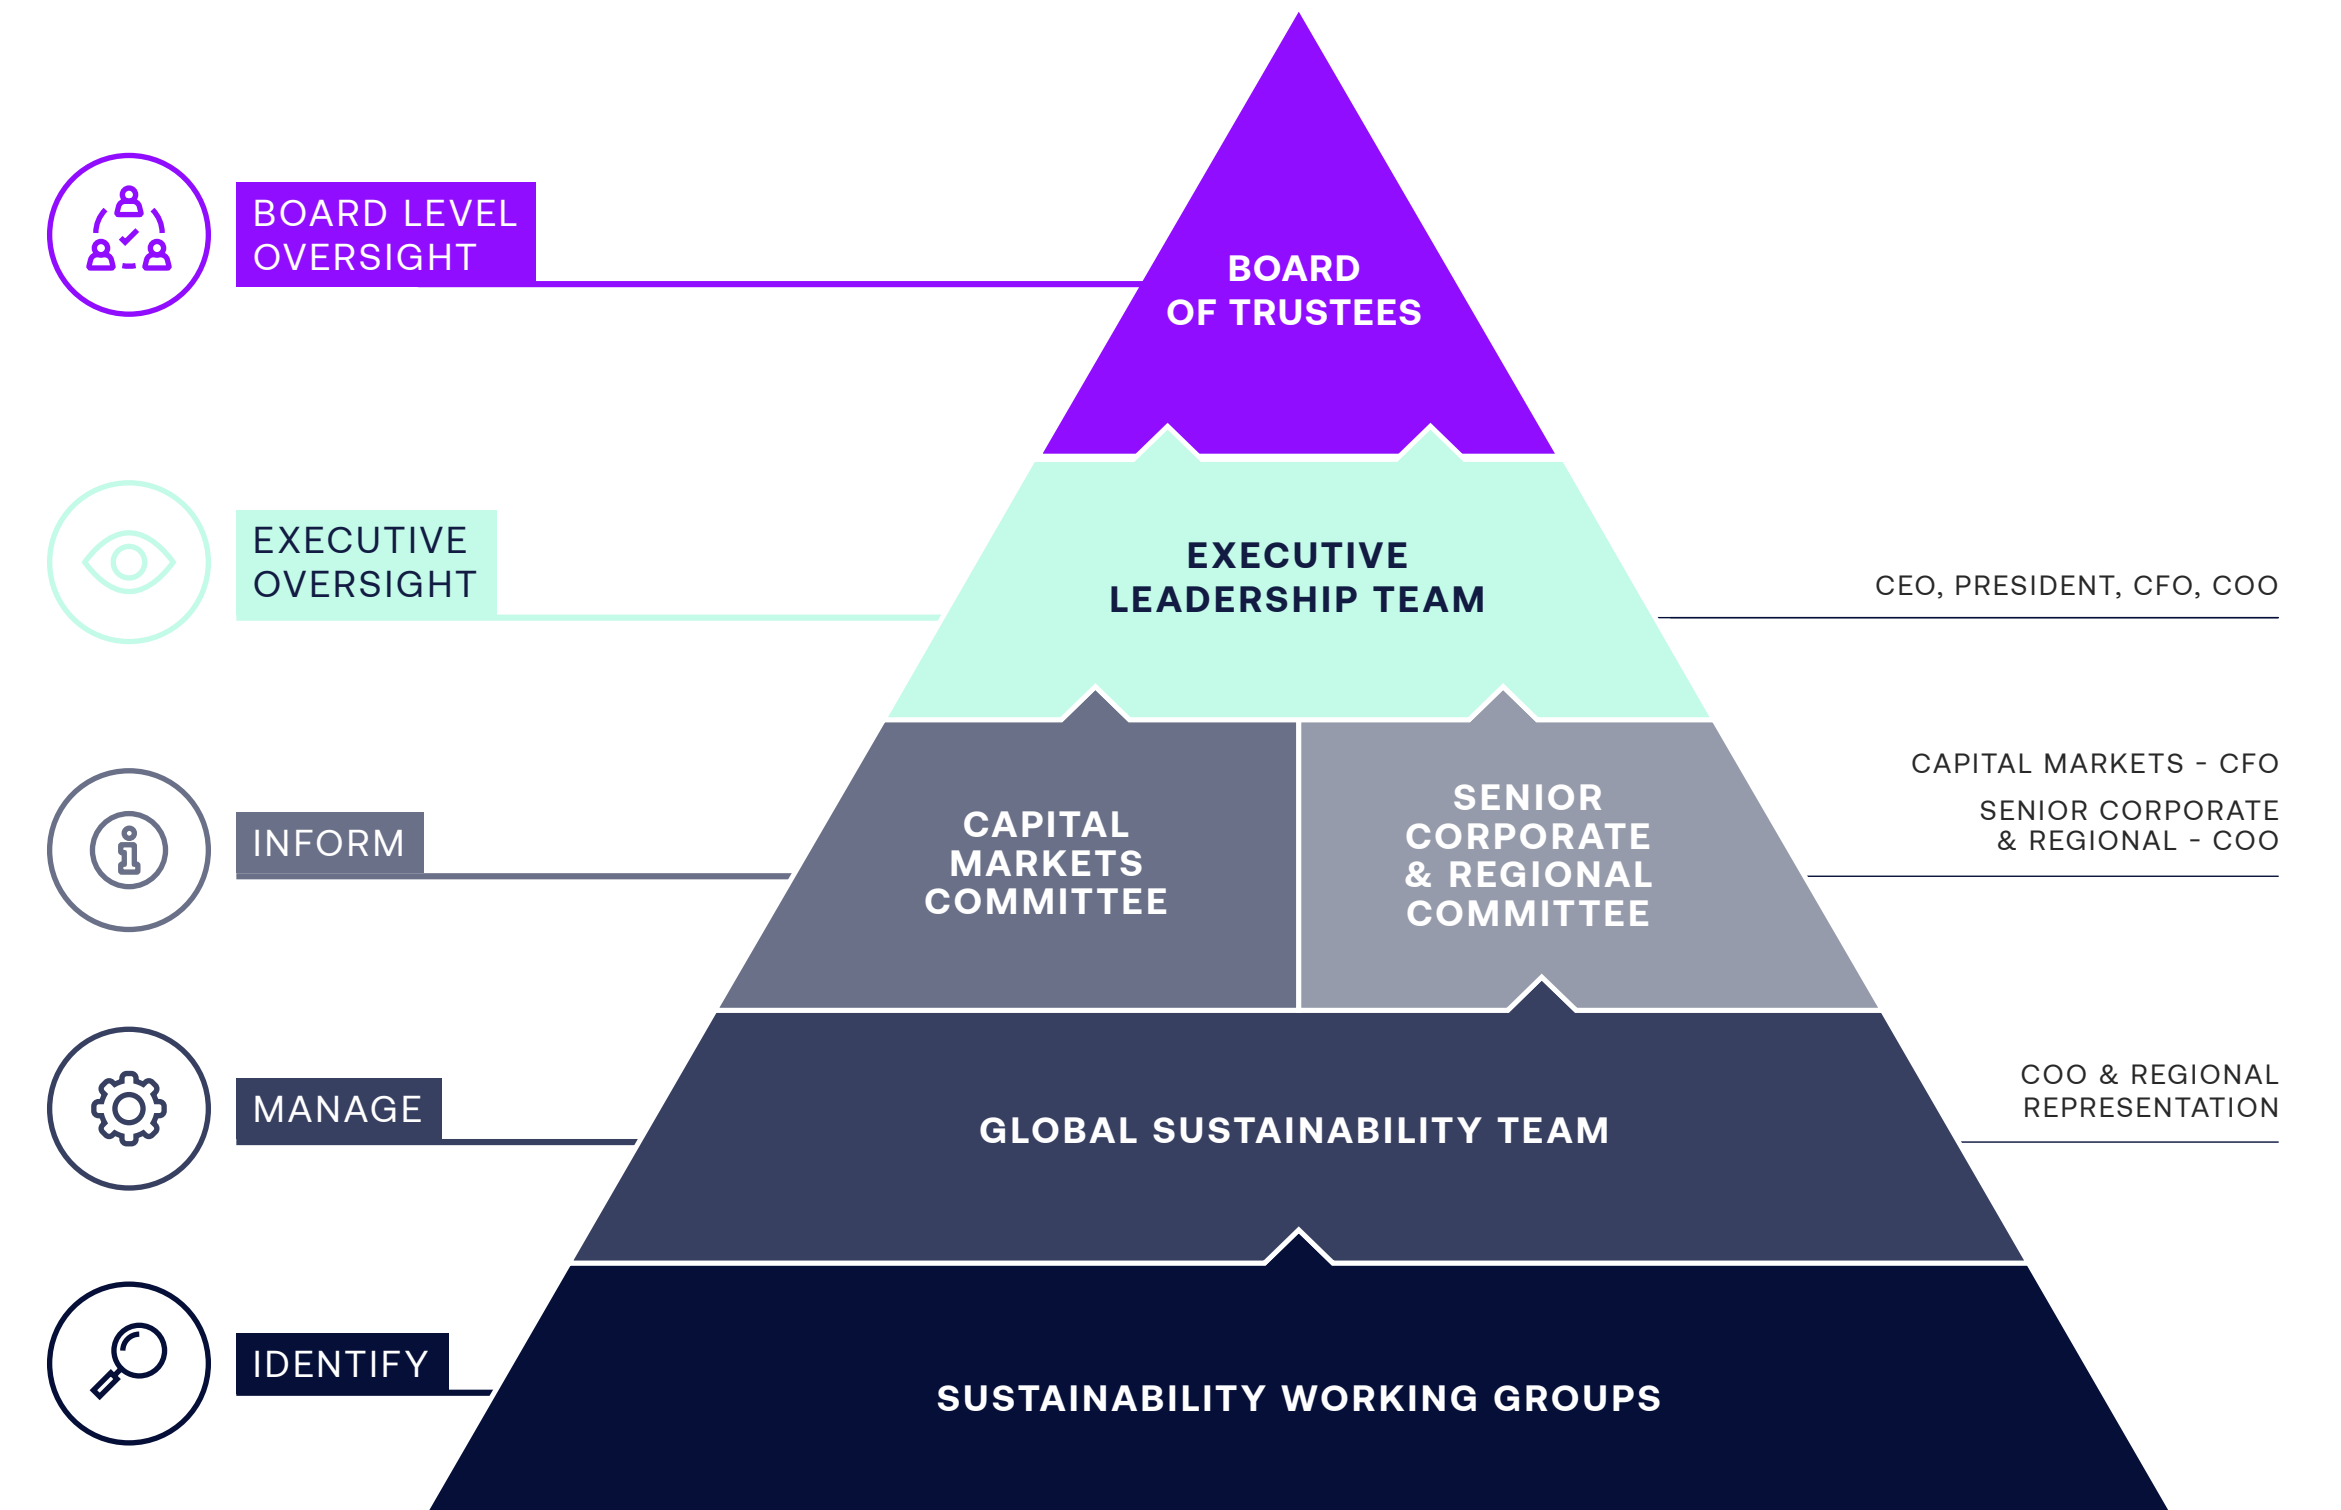 BOARD LEVEL
OVERSIGHT
BOARD
OF TRUSTEES
EXECUTIVE
OVERSIGHT
EXECUTIVE
LEADERSHIP TEAM
CEO, PRESIDENT, CFO, COO
INFORM
CAPITAL
MARKETS
COMMITTEE
SENIOR
CORPORATE
& REGIONAL
COMMITTEE
CAPITAL MARKETS - CFO
SENIOR CORPORATE
& REGIONAL - COO
MANAGE
GLOBAL SUSTAINABILITY TEAM
COO & REGIONAL
REPRESENTATION
IDENTIFY
SUSTAINABILITY WORKING GROUPS